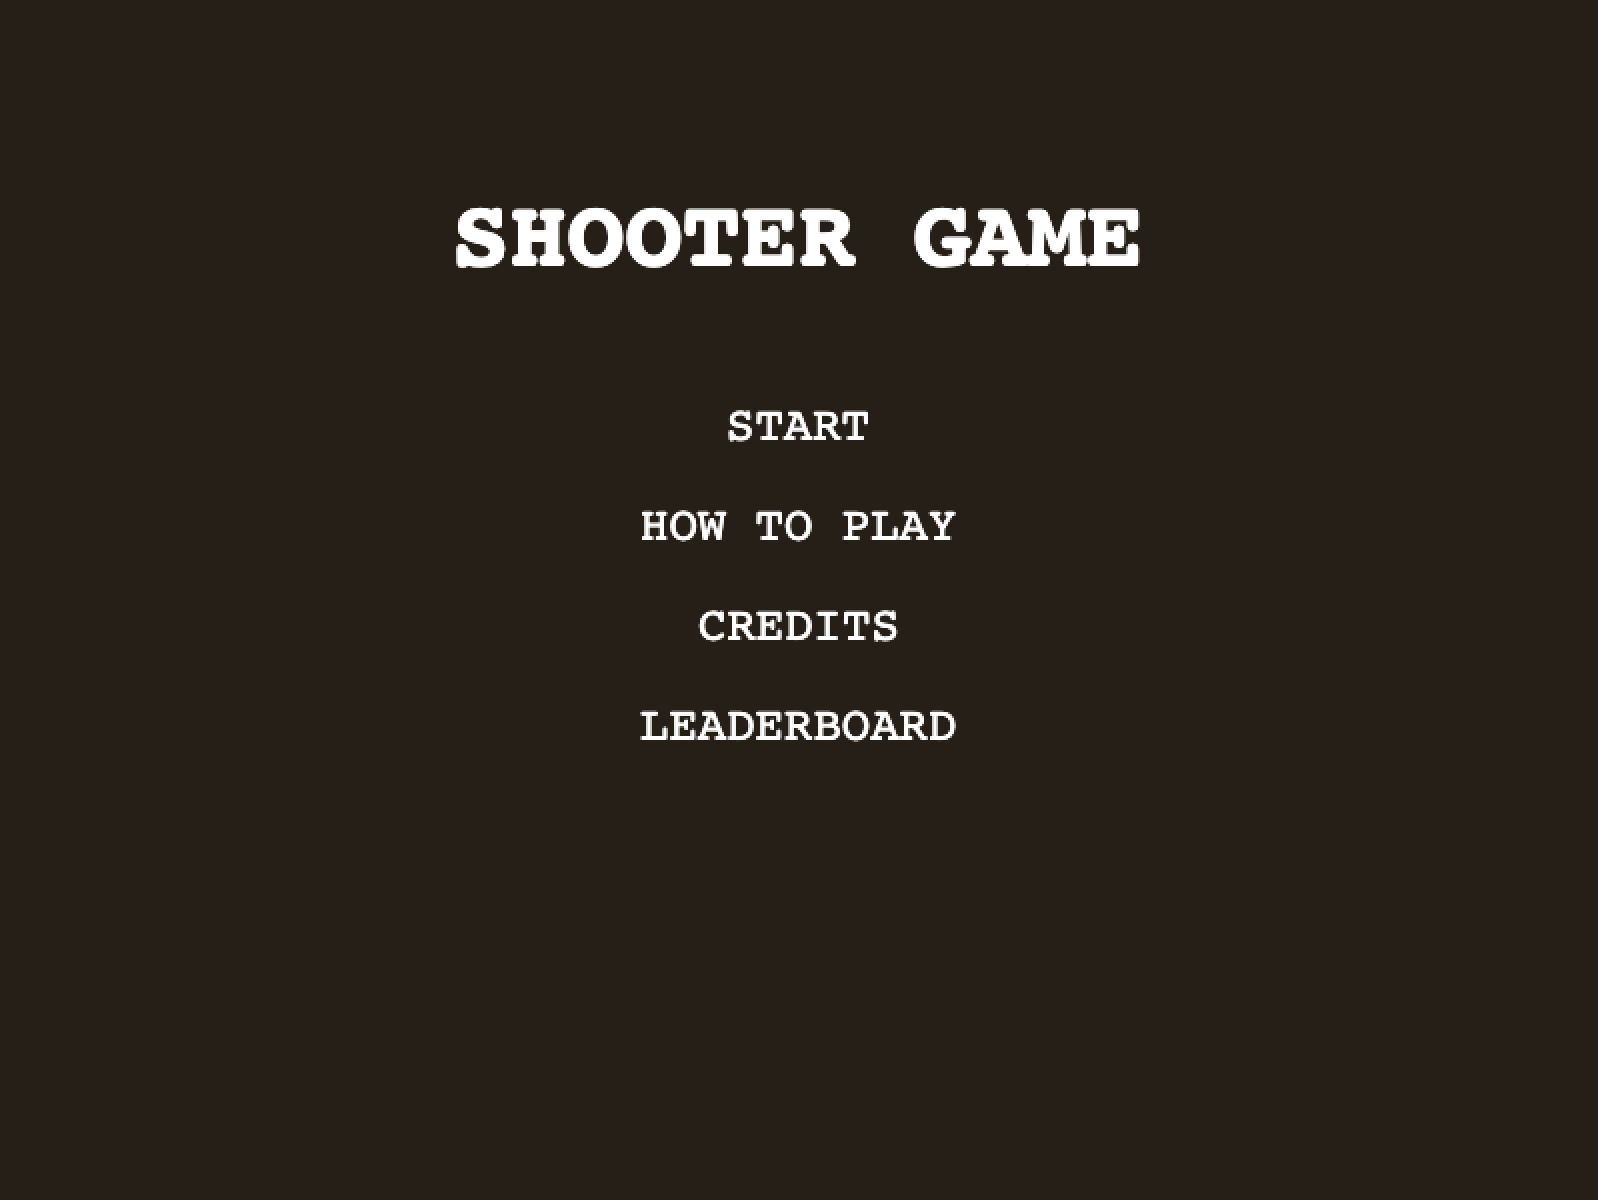 SHOOTER GAME
START
HOW TO PLAY
CREDITS
LEADERBOARD